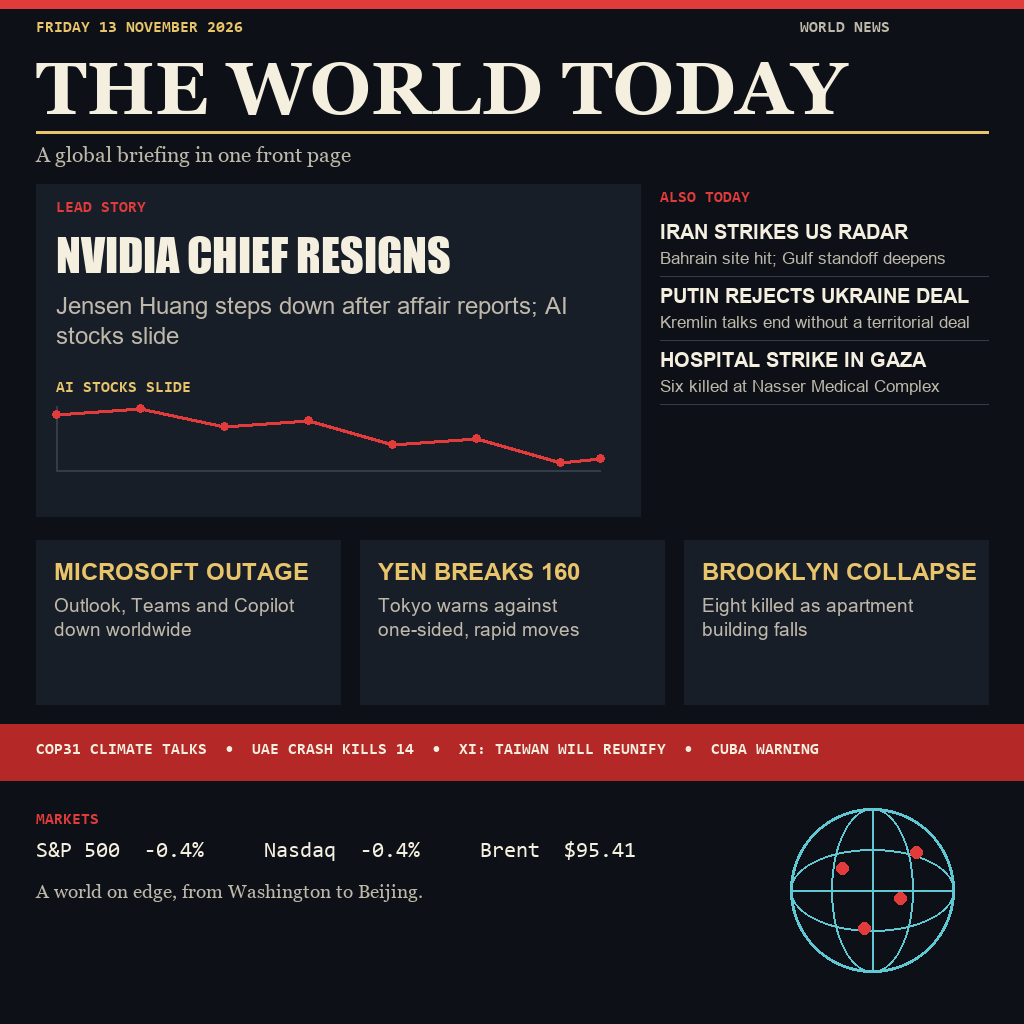 FRIDAY 13 NOVEMBER 2026
WORLD NEWS
THE WORLD TODAY
A global briefing in one front page
LEAD STORY
NVIDIA CHIEF RESIGNS
Jensen Huang steps down after affair reports; AI
stocks slide
AI STOCKS SLIDE
ALSO TODAY
IRAN STRIKES US RADAR
Bahrain site hit; Gulf standoff deepens
PUTIN REJECTS UKRAINE DEAL
Kremlin talks end without a territorial deal
HOSPITAL STRIKE IN GAZA
Six killed at Nasser Medical Complex
MICROSOFT OUTAGE
Outlook, Teams and Copilot
down worldwide
YEN BREAKS 160
Tokyo warns against
one-sided, rapid moves
BROOKLYN COLLAPSE
Eight killed as apartment
building falls
COP31 CLIMATE TALKS • UAE CRASH KILLS 14 • XI: TAIWAN WILL REUNIFY • CUBA WARNING
MARKETS
S&P 500 -0.4% Nasdaq -0.4% Brent $95.41
A world on edge, from Washington to Beijing.